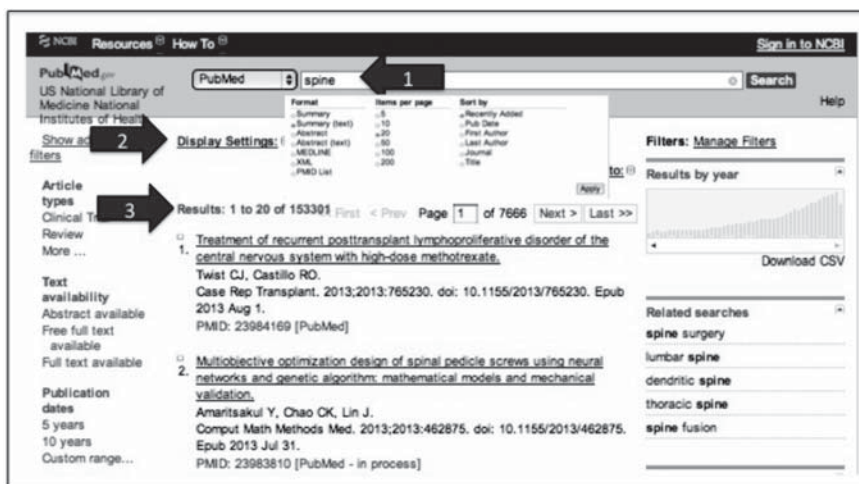 NCBI Resources How To Sign in to NCBI
PubMed.gov
US National Library of
Medicine National
Institutes of Health
PubMed spine Search
Help
1
Show ad
filters
2
Display Settings:
Format Items per page Sort by
Summary 5 Recently Added
Summary (text) 10 Pub Date
Abstract 20 First Author
Abstract (text) 50 Last Author
MEDLINE 100 Journal
XML 200 Title
PMID List
Apply
to:
Filters: Manage Filters
Article
types
Clinical Tr
Review
More ...
3
Results: 1 to 20 of 153301 First < Prev Page 1 of 7666 Next > Last >>
1. Treatment of recurrent posttransplant lymphoproliferative disorder of the
central nervous system with high-dose methotrexate.
Twist CJ, Castillo RO.
Case Rep Transplant. 2013;2013:765230. doi: 10.1155/2013/765230. Epub
2013 Aug 1.
PMID: 23984169 [PubMed]
Text
availability
Abstract available
Free full text
available
Full text available
2. Multiobjective optimization design of spinal pedicle screws using neural
networks and genetic algorithm: mathematical models and mechanical
validation.
Amaritsakul Y, Chao CK, Lin J.
Comput Math Methods Med. 2013;2013:462875. doi: 10.1155/2013/462875.
Epub 2013 Jul 31.
PMID: 23983810 [PubMed - in process]
Publication
dates
5 years
10 years
Custom range...
Results by year
Download CSV
Related searches
spine surgery
lumbar spine
dendritic spine
thoracic spine
spine fusion